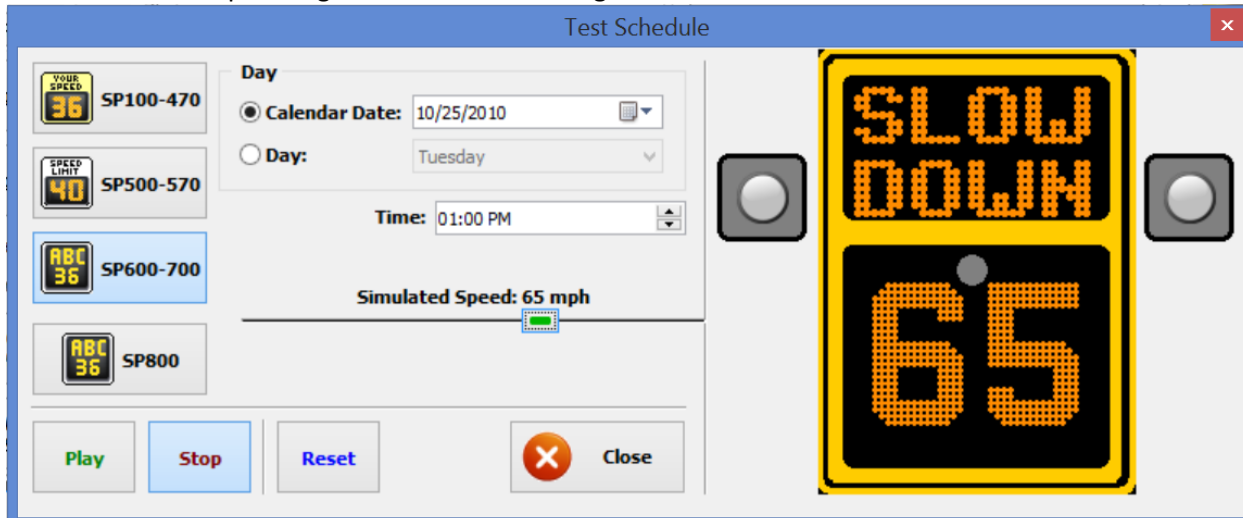 Test Schedule
YOUR
SPEED
36
SP100-470
SPEED
LIMIT
40
SP500-570
ABC
36
SP600-700
ABC
36
SP800
Day
Calendar Date: 10/25/2010
Day: Tuesday
Time: 01:00 PM
Simulated Speed: 65 mph
Play
Stop
Reset
Close
SLOW
DOWN
65